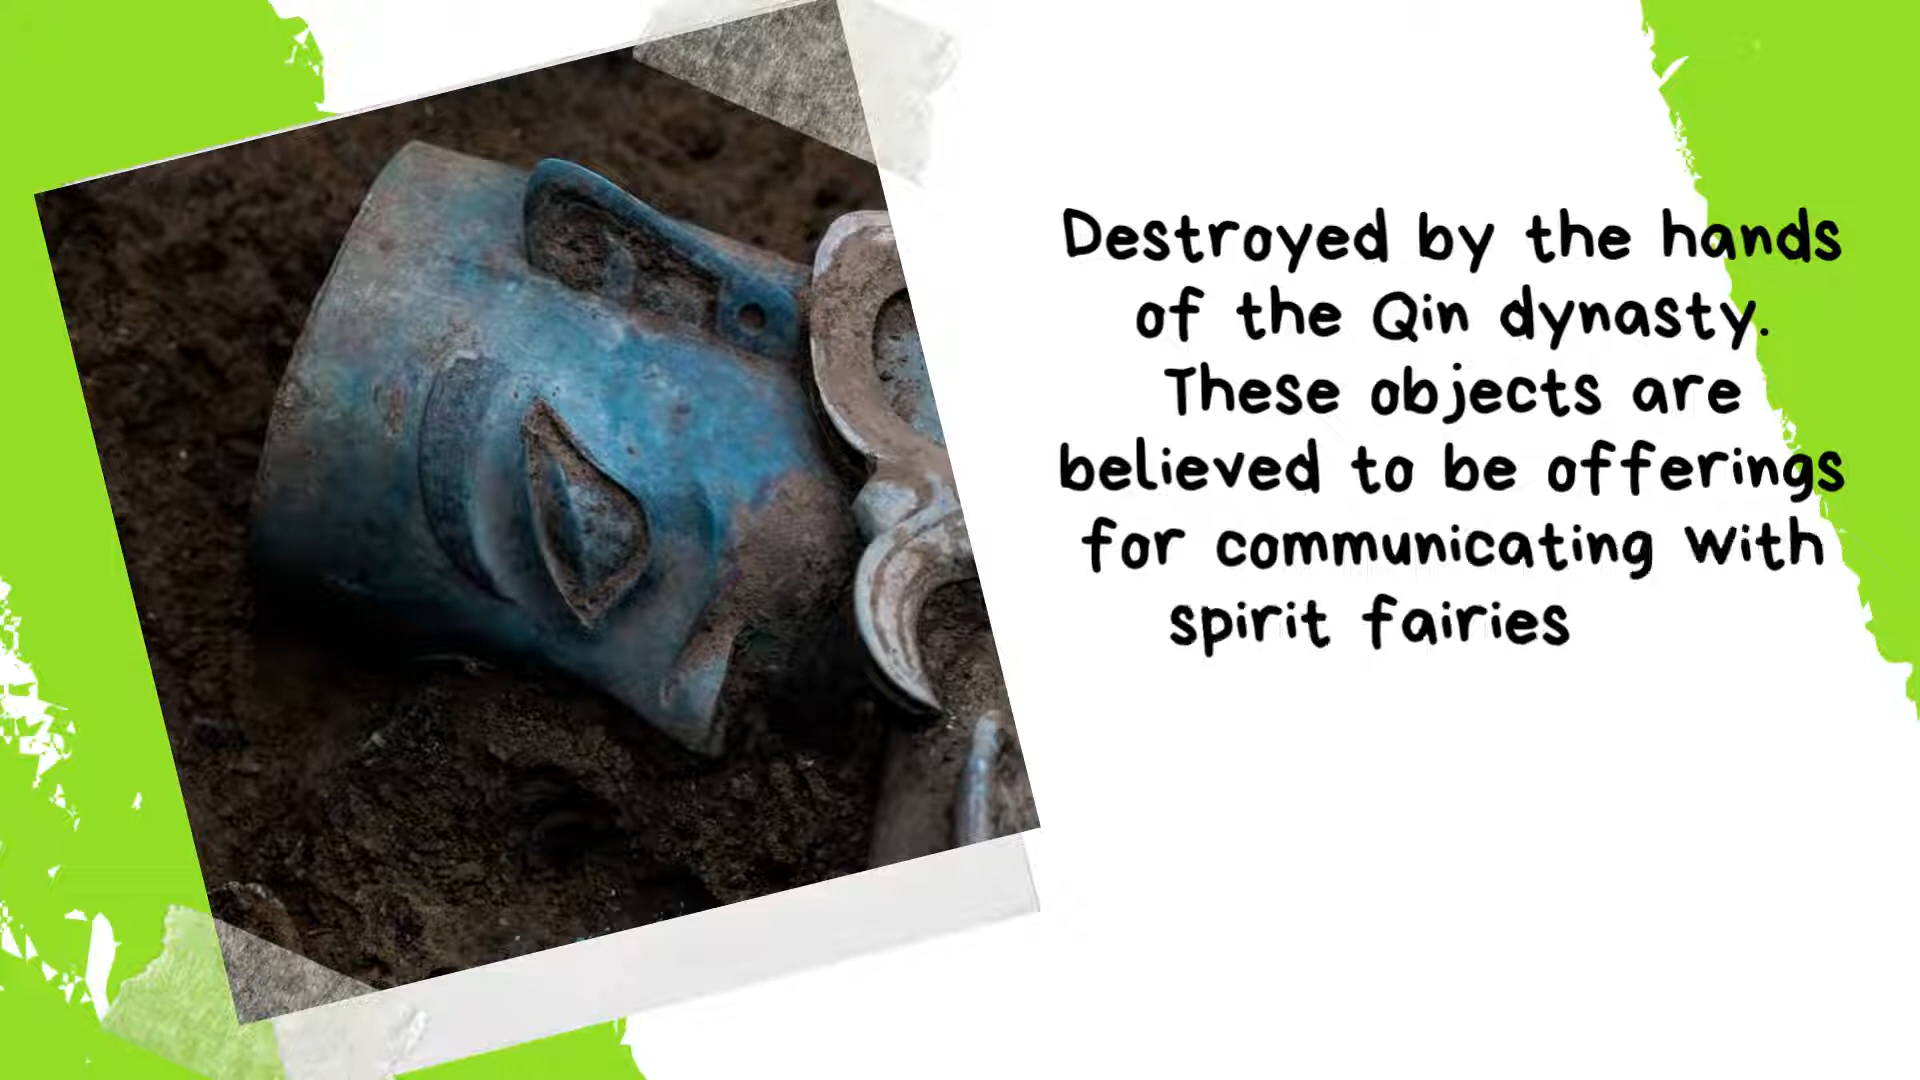 Destroyed by the hands
of the Qin dynasty.
These objects are
believed to be offerings
for communicating with
spirit fairies